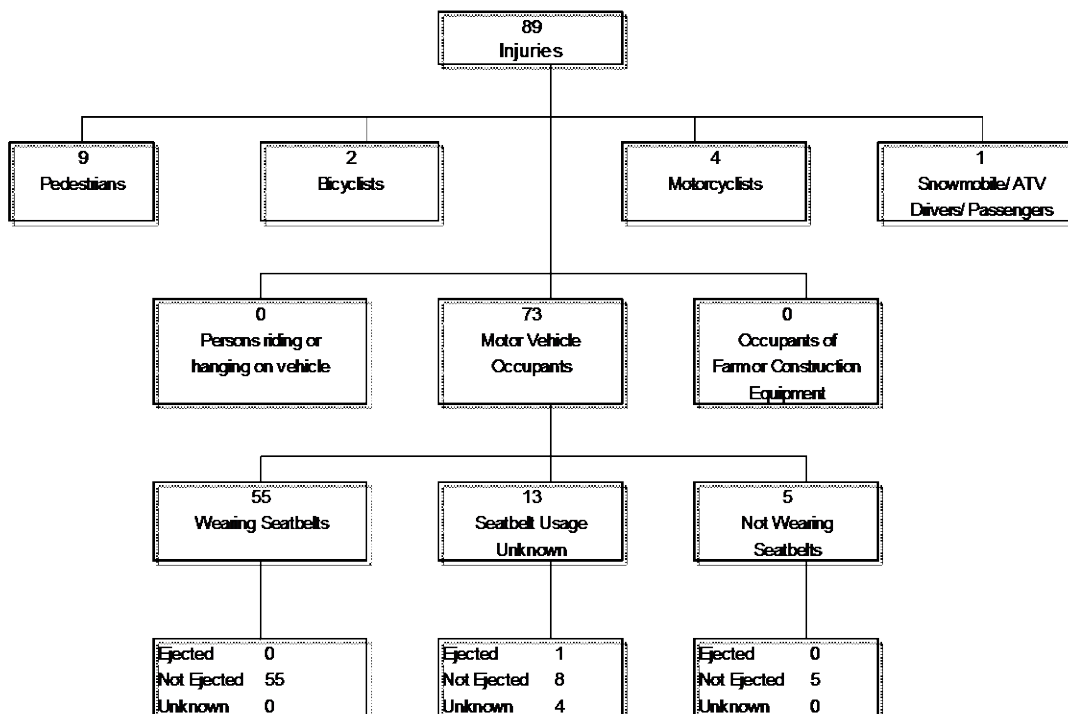 89
Injuries
9
Pedestrians
2
Bicyclists
4
Motorcyclists
1
Snowmobile/ ATV
Drivers/ Passengers
0
Persons riding or
hanging on vehicle
73
Motor Vehicle
Occupants
0
Occupants of
Farm or Construction
Equipment
55
Wearing Seatbelts
13
Seatbelt Usage
Unknown
5
Not Wearing
Seatbelts
Ejected 0
Not Ejected 55
Unknown 0
Ejected 1
Not Ejected 8
Unknown 4
Ejected 0
Not Ejected 5
Unknown 0